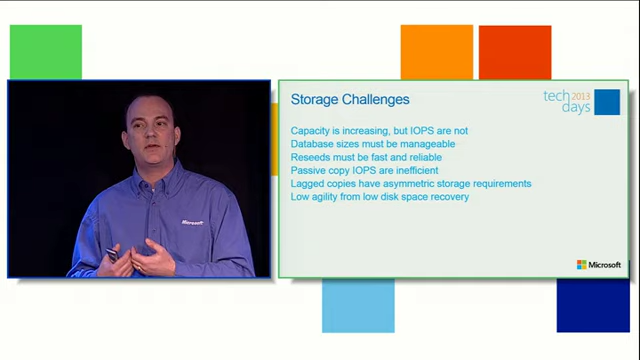 Storage Challenges
tech 2013
days
Capacity is increasing, but IOPS are not
Database sizes must be manageable
Reseeds must be fast and reliable
Passive copy IOPS are inefficient
Lagged copies have asymmetric storage requirements
Low agility from low disk space recovery
Microsoft
Microsoft